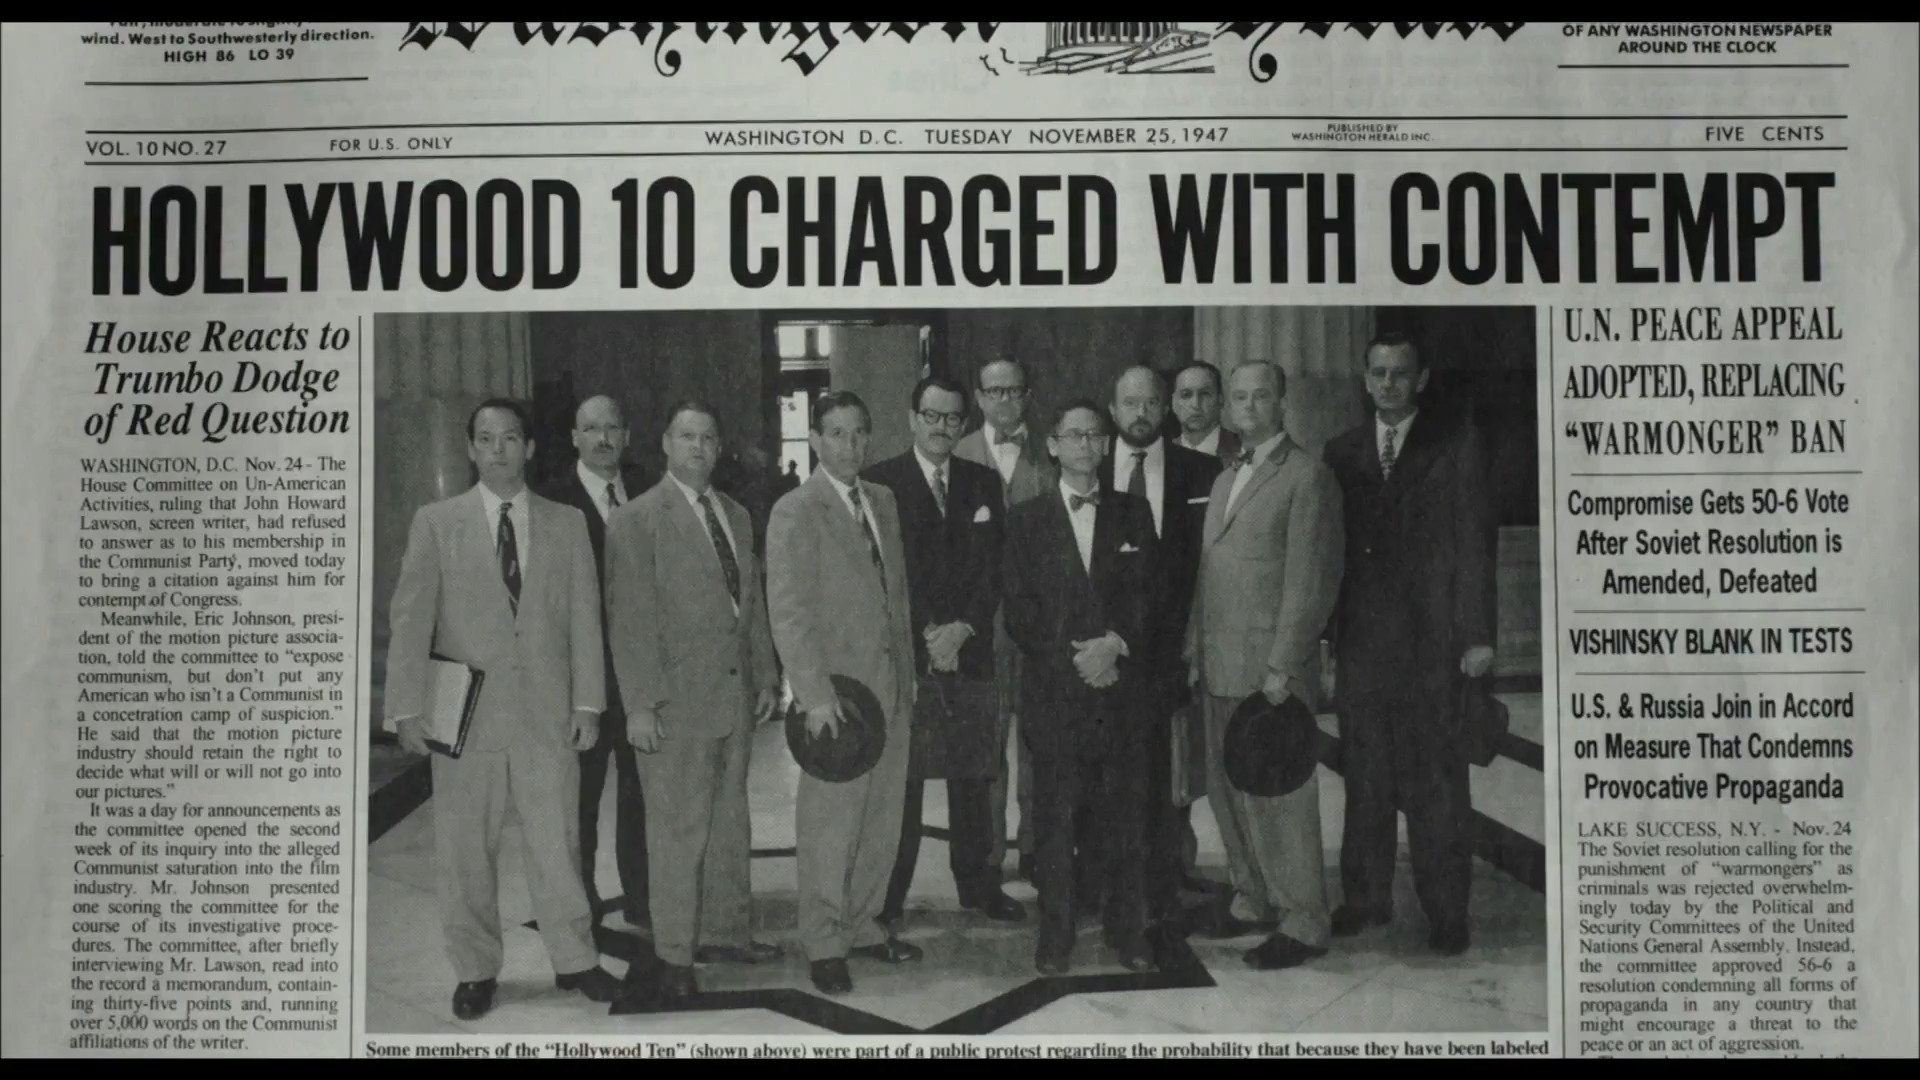 wind. West to Southwesterly direction.
HIGH 86 LO 39
Washington
OF ANY WASHINGTON NEWSPAPER
AROUND THE CLOCK
VOL. 10 NO. 27
FOR U.S. ONLY
WASHINGTON D.C. TUESDAY NOVEMBER 25, 1947
PUBLISHED BY
WASHINGTON HERALD INC.
FIVE CENTS
HOLLYWOOD 10 CHARGED WITH CONTEMPT
House Reacts to
Trumbo Dodge
of Red Question
WASHINGTON, D.C. Nov. 24 - The
House Committee on Un-American
Activities, ruling that John Howard
Lawson, screen writer, had refused
to answer as to his membership in
the Communist Party, moved today
to bring a citation against him for
contempt of Congress.
Meanwhile, Eric Johnson, presi-
dent of the motion picture associa-
tion, told the committee to “expose
communism, but don’t put any
American who isn’t a Communist in
a concetration camp of suspicion.”
He said that the motion picture
industry should retain the right to
decide what will or will not go into
our pictures.”
It was a day for announcements as
the committee opened the second
week of its inquiry into the alleged
Communist saturation into the film
industry. Mr. Johnson presented
one scoring the committee for the
course of its investigative proce-
dures. The committee, after briefly
interviewing Mr. Lawson, read into
the record a memorandum, contain-
ing thirty-five points and, running
over 5,000 words on the Communist
affiliations of the writer.
Some members of the “Hollywood Ten” (shown above) were part of a public protest regarding the probability that because they have been labeled
U.N. PEACE APPEAL
ADOPTED, REPLACING
“WARMONGER” BAN
Compromise Gets 50-6 Vote
After Soviet Resolution is
Amended, Defeated
VISHINSKY BLANK IN TESTS
U.S. & Russia Join in Accord
on Measure That Condemns
Provocative Propaganda
LAKE SUCCESS, N.Y. - Nov. 24
The Soviet resolution calling for the
punishment of “warmongers” as
criminals was rejected overwhelm-
ingly today by the Political and
Security Committees of the United
Nations General Assembly. Instead,
the committee approved 56-6 a
resolution condemning all forms of
propaganda in any country that
might encourage a threat to the
peace or an act of aggression.